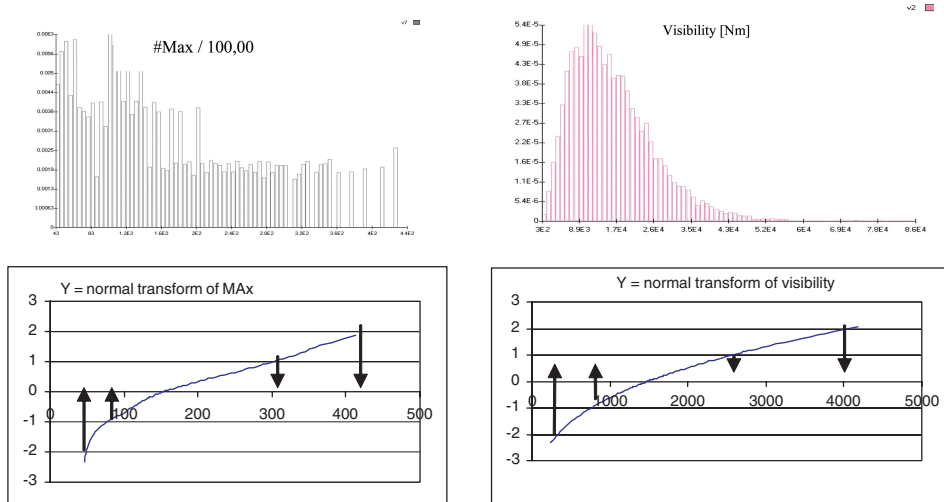 v7
#Max / 100,00
0.0063
0.0056
0.005
0.0044
0.0038
0.0031
0.0025
0.0019
0.0013
0.00063
0
43 83 1.2E2 1.6E2 2E2 2.4E2 2.8E2 3.2E2 3.6E2 4E2 4.4E2
v2
Visibility [Nm]
5.4E-5
4.9E-5
4.3E-5
3.8E-5
3.2E-5
2.7E-5
2.2E-5
1.6E-5
1.1E-5
5.4E-6
0
3E2 8.9E3 1.7E4 2.6E4 3.5E4 4.3E4 5.2E4 6E4 6.9E4 7.8E4 8.6E4
Y = normal transform of MAx
3
2
1
0
-1
-2
-3
0 100 200 300 400 500
Y = normal transform of visibility
3
2
1
0
-1
-2
-3
0 1000 2000 3000 4000 5000